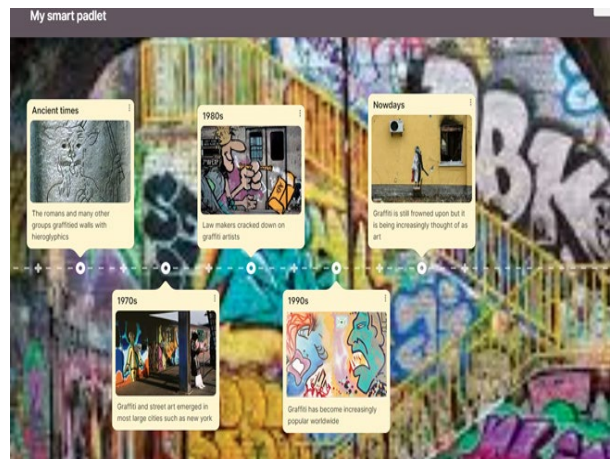 My smart padlet
Ancient times
The romans and many other
groups graffitied walls with
hieroglyphics
1970s
Graffiti and street art emerged in
most large cities such as new york
1980s
Law makers cracked down on
graffiti artists
1990s
Graffiti has become increasingly
popular worldwide
Nowdays
Graffiti is still frowned upon but it
is being increasingly thought of as
art
BK